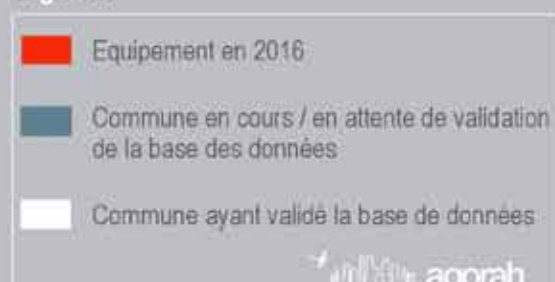 Equipement en 2016
Commune en cours / en attente de validation
de la base des données
Commune ayant validé la base de données
agorah